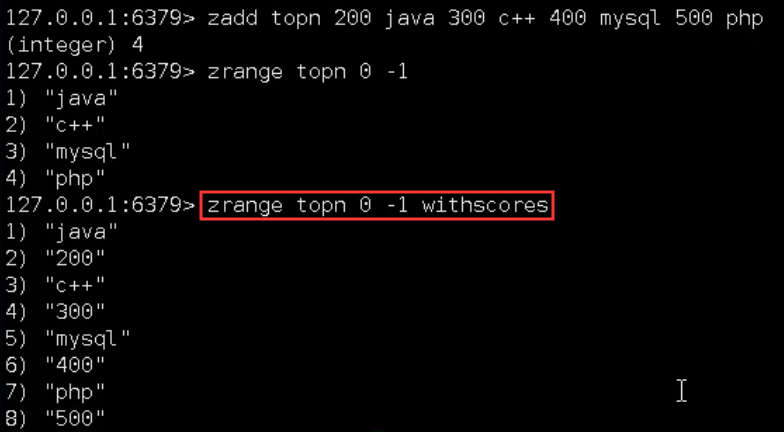 127.0.0.1:6379> zadd topn 200 java 300 c++ 400 mysql 500 php
(integer) 4
127.0.0.1:6379> zrange topn 0 -1
1) "java"
2) "c++"
3) "mysql"
4) "php"
127.0.0.1:6379> zrange topn 0 -1 withscores
1) "java"
2) "200"
3) "c++"
4) "300"
5) "mysql"
6) "400"
7) "php"
8) "500"